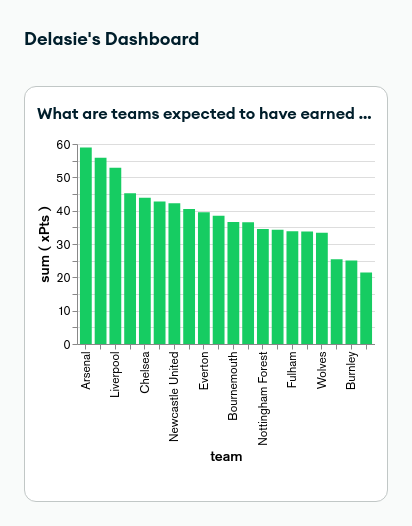 Delasie's Dashboard
What are teams expected to have earned ...
60
50
40
30
20
10
0
sum ( xPts )
Arsenal
Liverpool
Chelsea
Newcastle United
Everton
Bournemouth
Nottingham Forest
Fulham
Wolves
Burnley
team